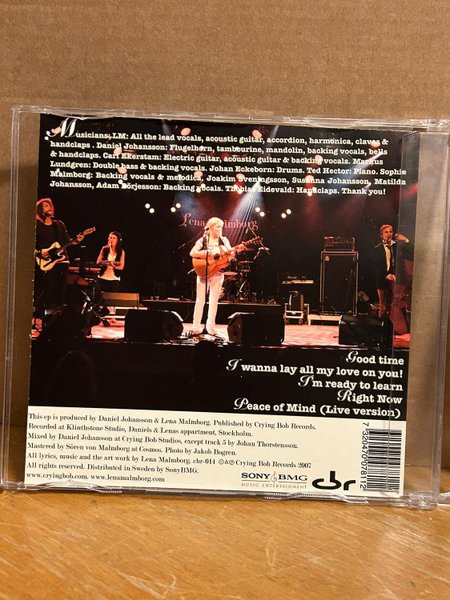 Musicians; LM: All the lead vocals, acoustic guitar, accordion, harmonica, claves &
handclaps . Daniel Johansson: Flugelhorn, tambourine, mandolin, backing vocals, bells
& handclaps. Carl Ekerstam: Electric guitar, acoustic guitar & backing vocals. Markus
Lundgren: Double bass & backing vocals. Johan Eckeborn: Drums. Ted Hector: Piano. Sophie
Malmborg: Backing vocals & melodica, Joakim Sveningsson, Susanna Johansson, Matilda
Johansson, Adam Börjesson: Backing vocals. Thobias Eidevald: Handclaps. Thank you!
Lena Malmborg
Good time
I wanna lay all my love on you!
I'm ready to learn
Right Now
Peace of Mind (Live version)
This ep is produced by Daniel Johansson & Lena Malmborg. Published by Crying Bob Records.
Recorded at Klinthstone Studio, Daniels & Lenas appartment, Stockholm.
Mixed by Daniel Johansson at Crying Bob Studios, except track 5 by Johan Thorstensson.
Mastered by Sören von Malmborg at Cosmos. Photo by Jakob Bogren.
All lyrics, music and the art work by Lena Malmborg. cbr-014 ©&℗ Crying Bob Records 2007
All rights reserved. Distributed in Sweden by SonyBMG.
www.cryingbob.com, www.lenamalmborg.com
SONY BMG
MUSIC ENTERTAINMENT
cbr
7320470078112